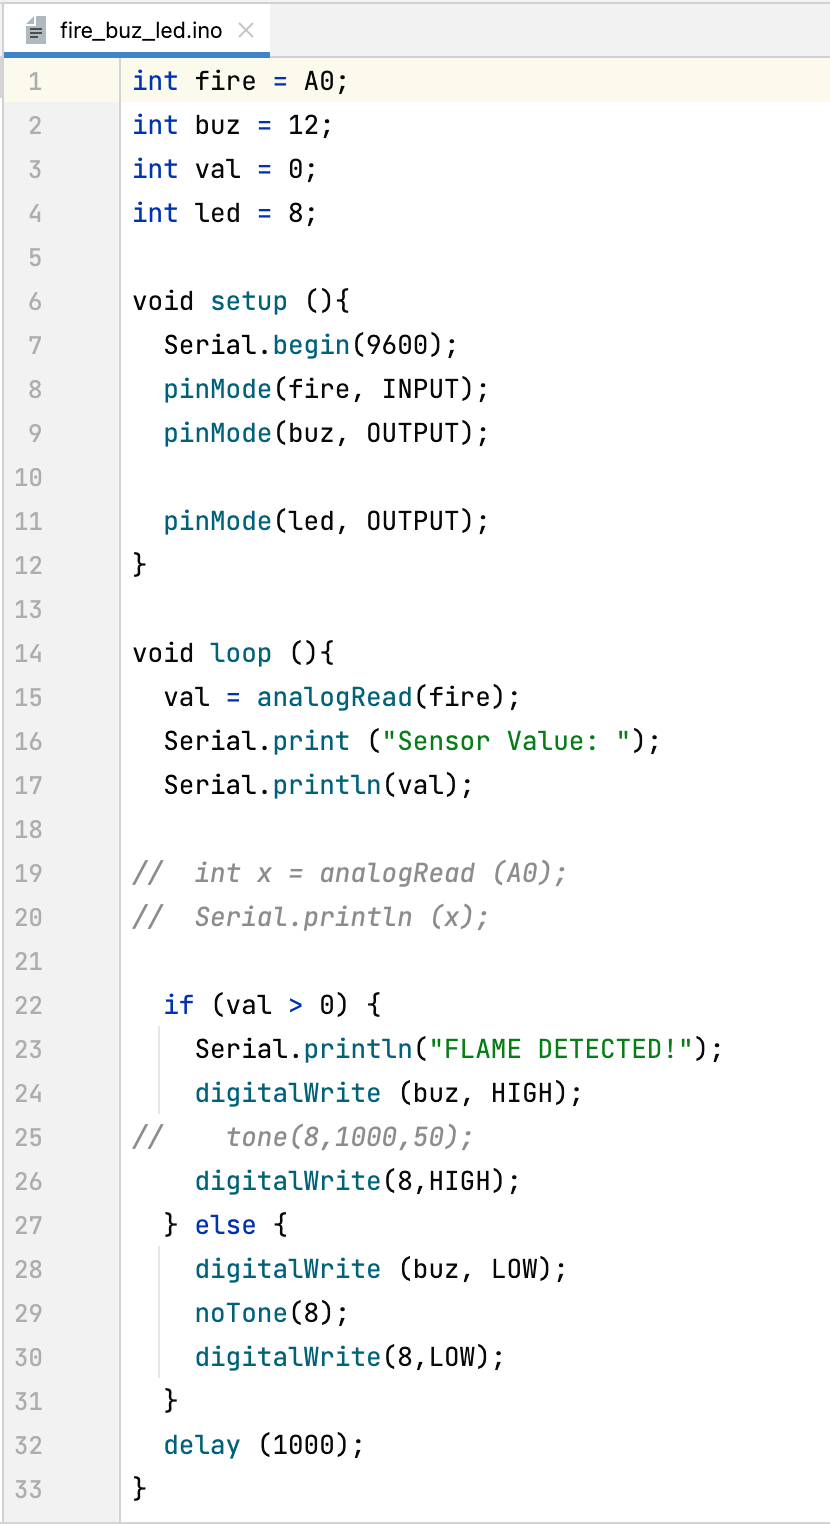 fire_buz_led.ino
1 int fire = A0;
2 int buz = 12;
3 int val = 0;
4 int led = 8;
5
6 void setup (){
7   Serial.begin(9600);
8   pinMode(fire, INPUT);
9   pinMode(buz, OUTPUT);
10
11   pinMode(led, OUTPUT);
12 }
13
14 void loop (){
15   val = analogRead(fire);
16   Serial.print ("Sensor Value: ");
17   Serial.println(val);
18
19 //  int x = analogRead (A0);
20 //  Serial.println (x);
21
22   if (val > 0) {
23     Serial.println("FLAME DETECTED!");
24     digitalWrite (buz, HIGH);
25 //    tone(8,1000,50);
26     digitalWrite(8,HIGH);
27   } else {
28     digitalWrite (buz, LOW);
29     noTone(8);
30     digitalWrite(8,LOW);
31   }
32   delay (1000);
33 }